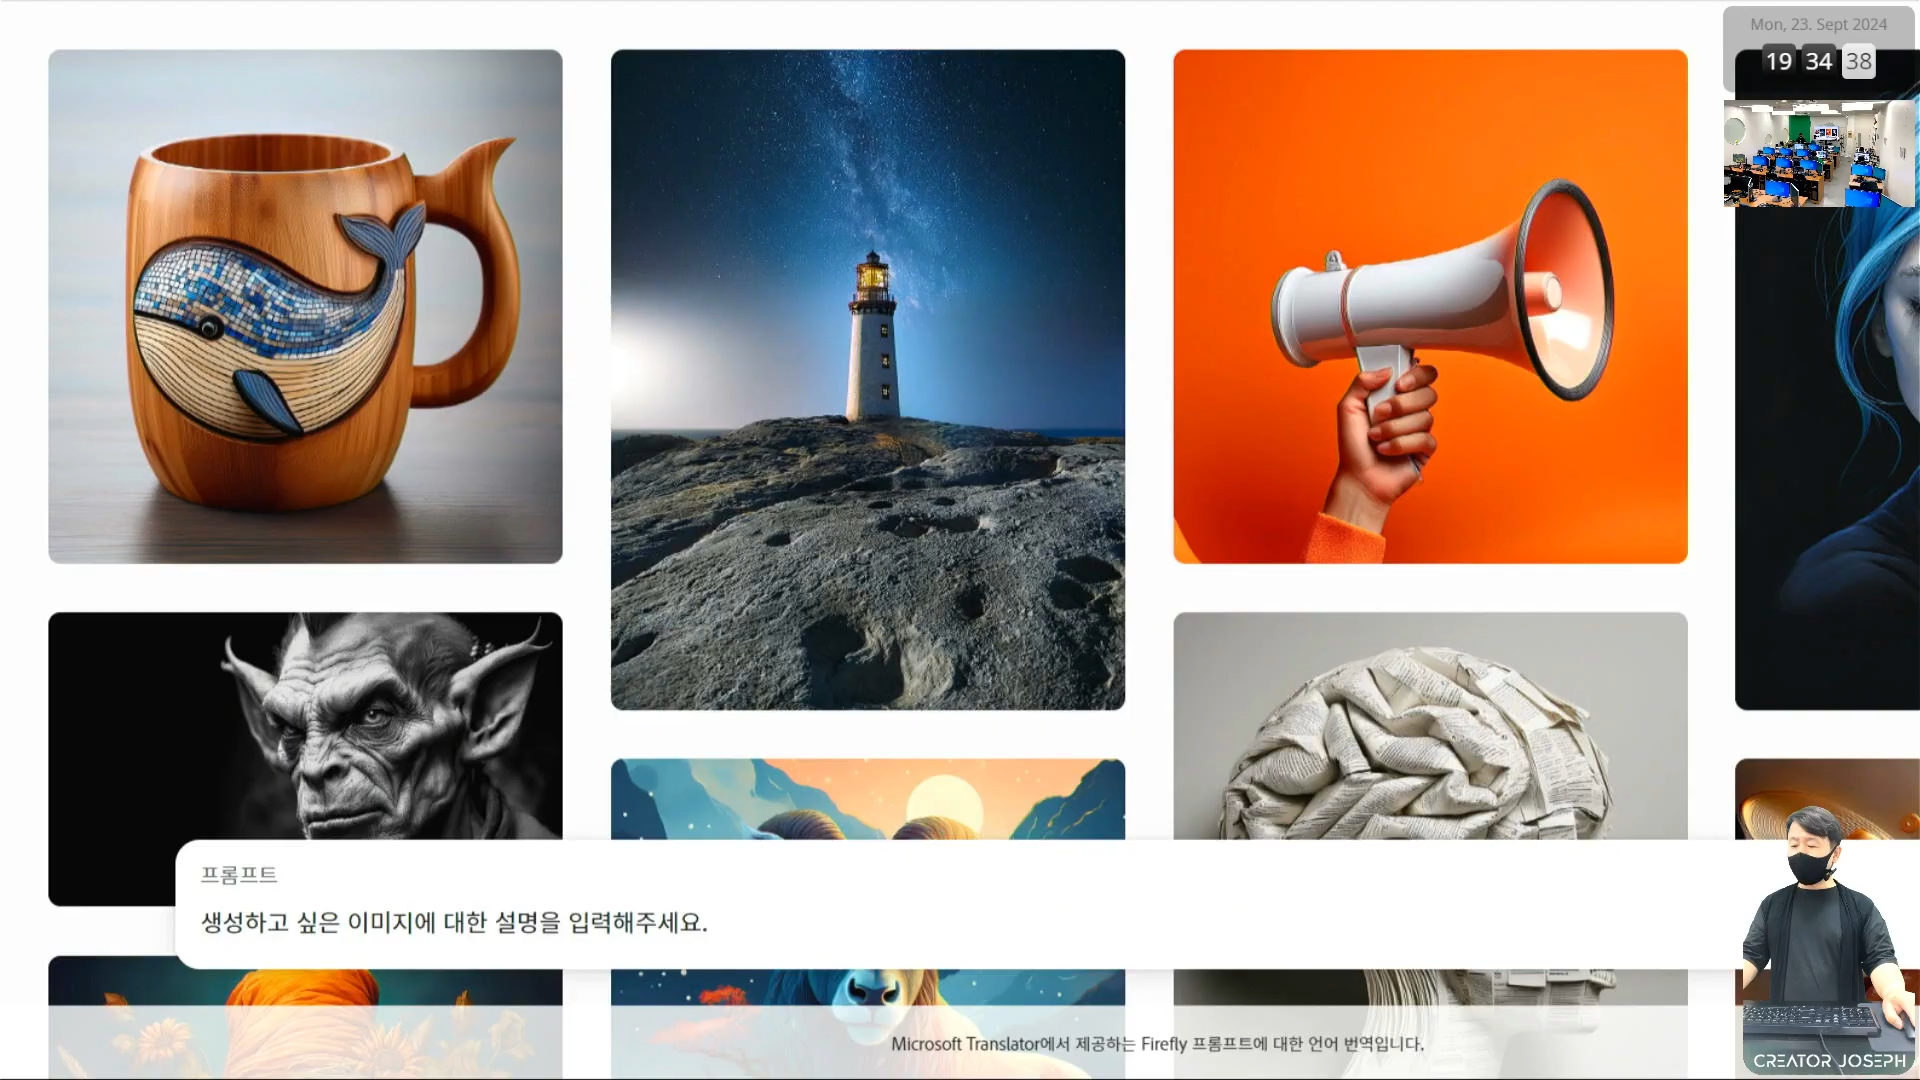 Mon, 23. Sept 2024
19 34 38
프롬프트
생성하고 싶은 이미지에 대한 설명을 입력해주세요.
Microsoft Translator에서 제공하는 Firefly 프롬프트에 대한 언어 번역입니다.
CREATOR JOSEPH